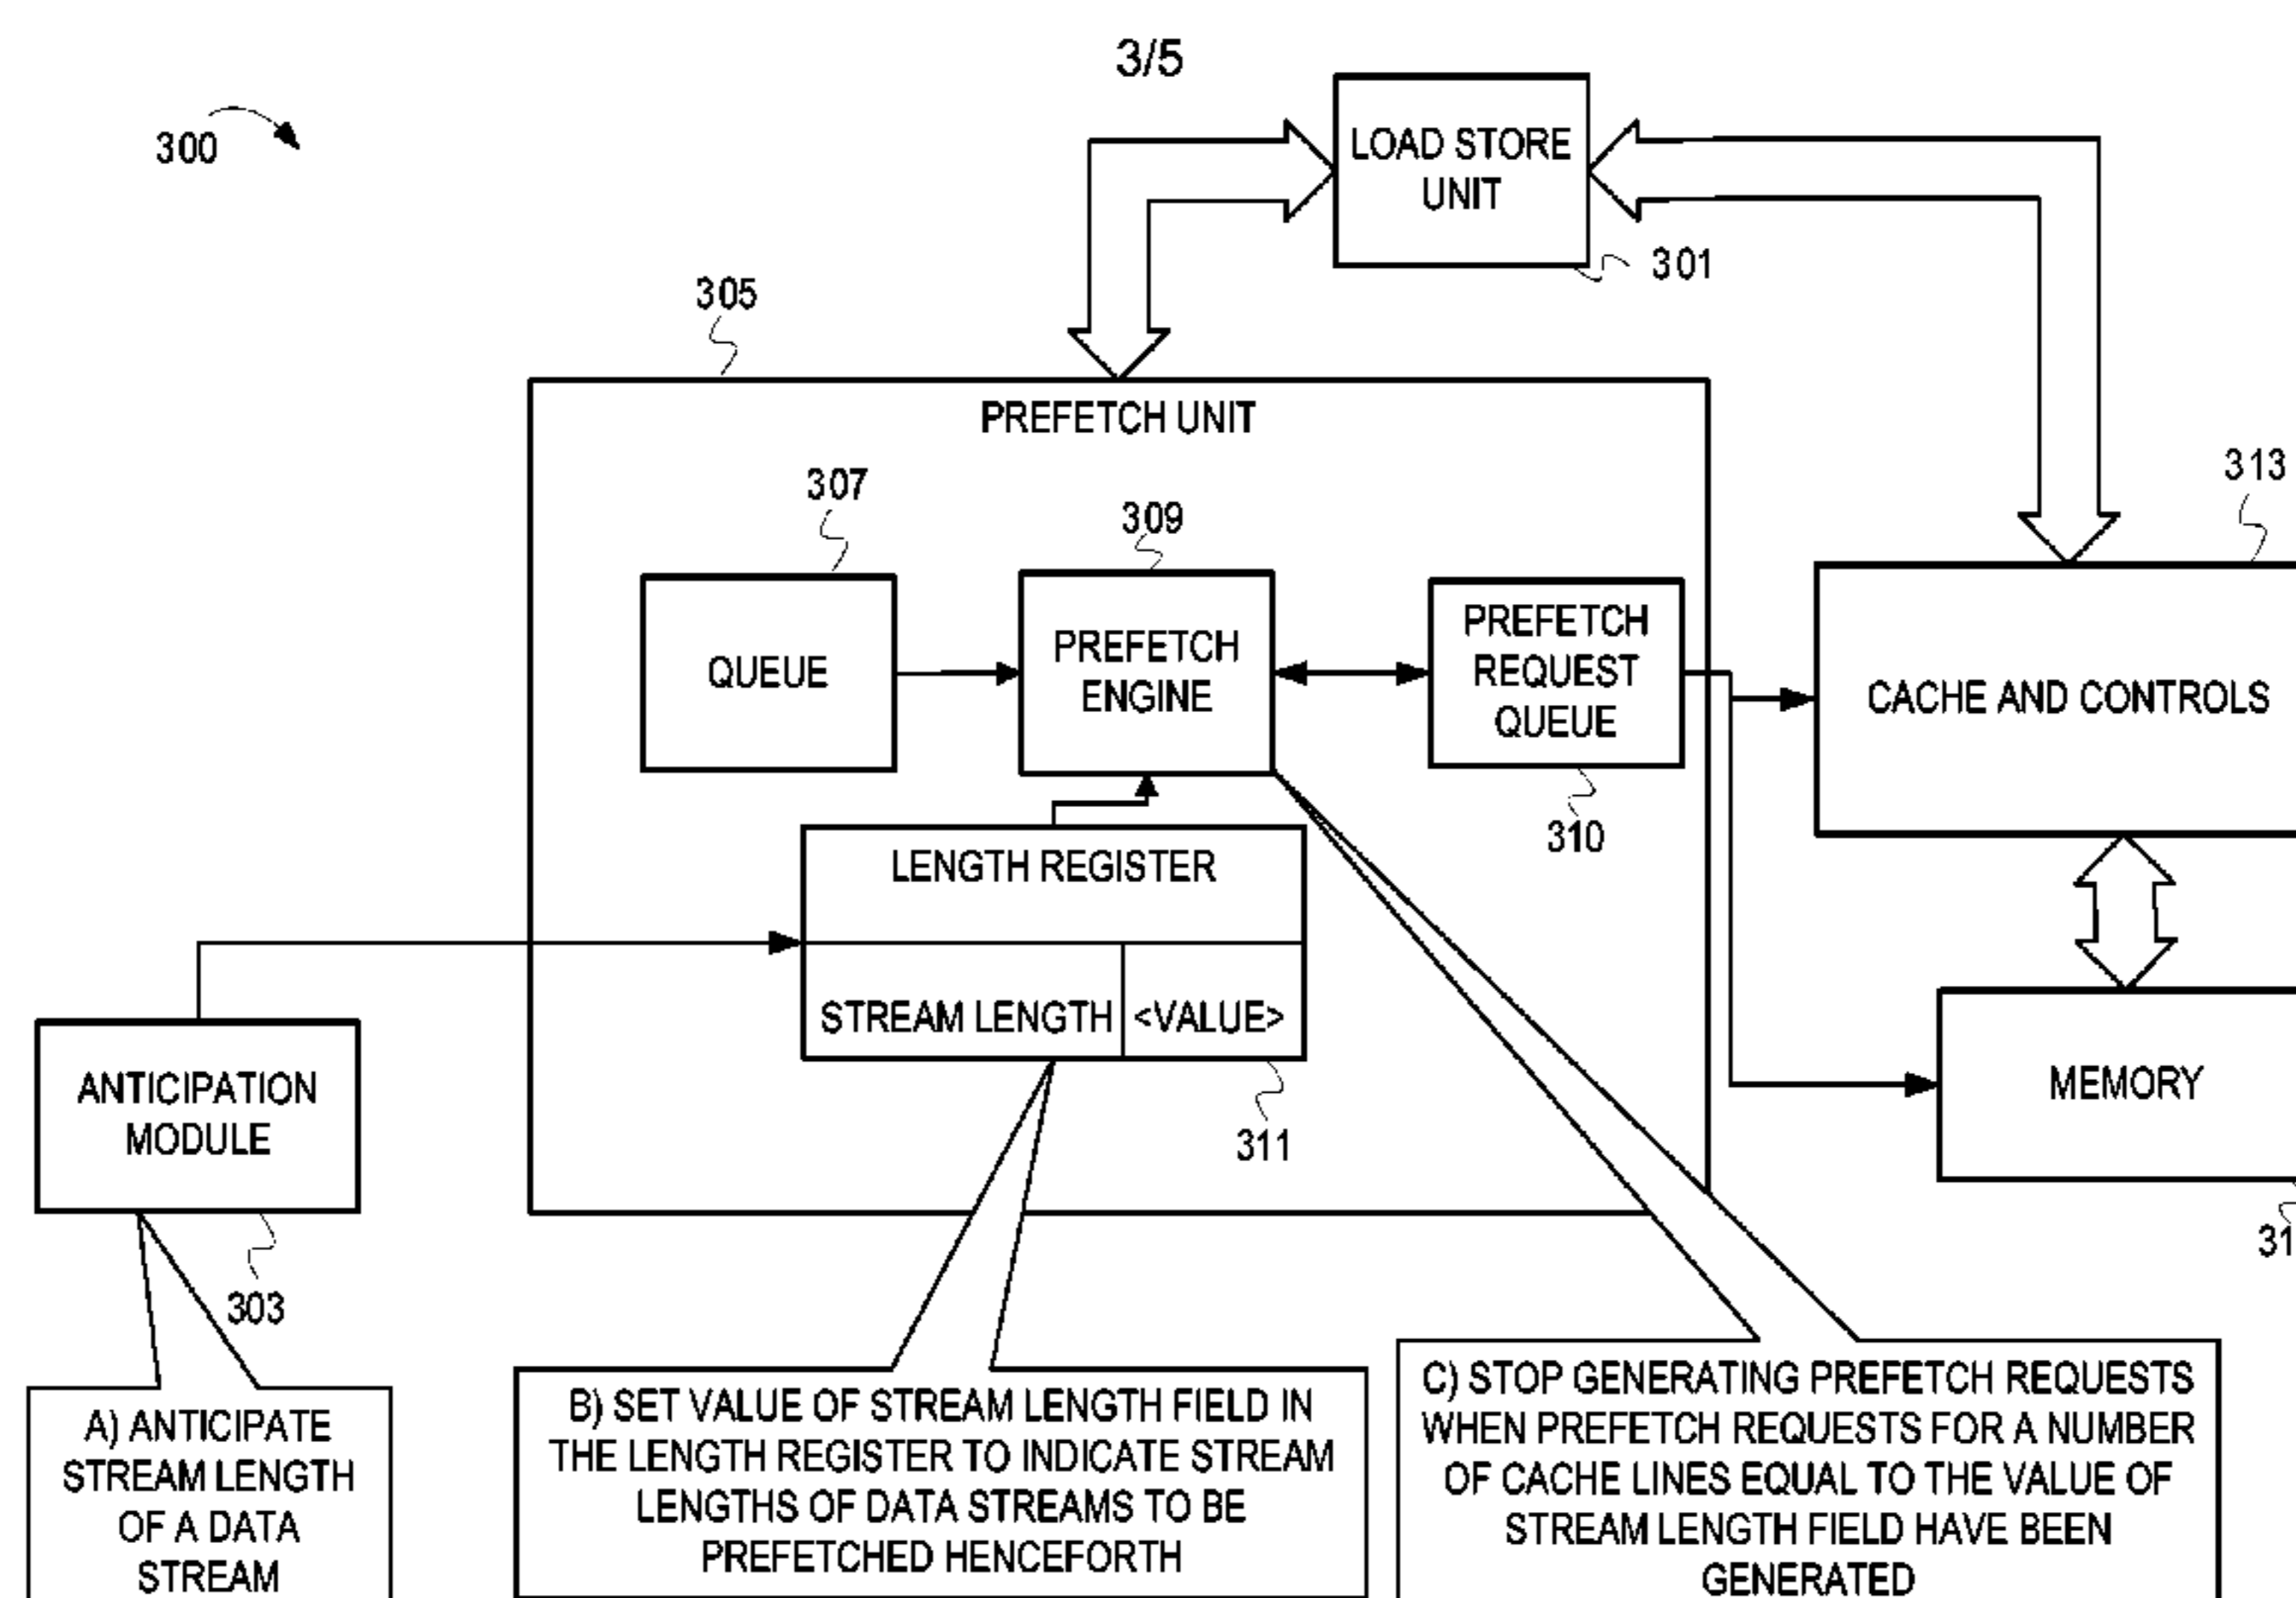 3/5
300
LOAD STORE
UNIT
301
305
PREFETCH UNIT
313
307
309
QUEUE
PREFETCH
ENGINE
PREFETCH
REQUEST
QUEUE
CACHE AND CONTROLS
310
LENGTH REGISTER
STREAM LENGTH
<VALUE>
311
ANTICIPATION
MODULE
303
MEMORY
A) ANTICIPATE
STREAM LENGTH
OF A DATA
STREAM
B) SET VALUE OF STREAM LENGTH FIELD IN
THE LENGTH REGISTER TO INDICATE STREAM
LENGTHS OF DATA STREAMS TO BE
PREFETCHED HENCEFORTH
C) STOP GENERATING PREFETCH REQUESTS
WHEN PREFETCH REQUESTS FOR A NUMBER
OF CACHE LINES EQUAL TO THE VALUE OF
STREAM LENGTH FIELD HAVE BEEN
GENERATED